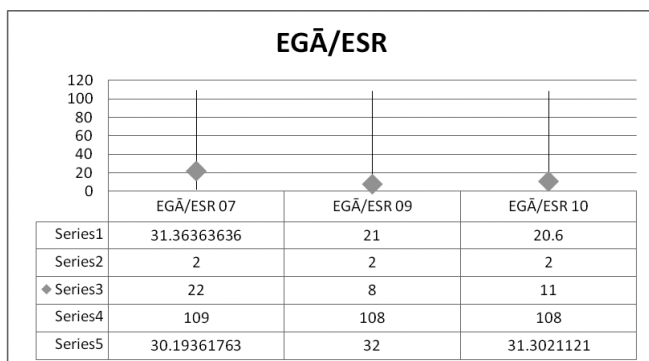 EGĀ/ESR
120
100
80
60
40
20
0
EGĀ/ESR 07 EGĀ/ESR 09 EGĀ/ESR 10
Series1 31.36363636 21 20.6
Series2 2 2 2
Series3 22 8 11
Series4 109 108 108
Series5 30.19361763 32 31.3021121